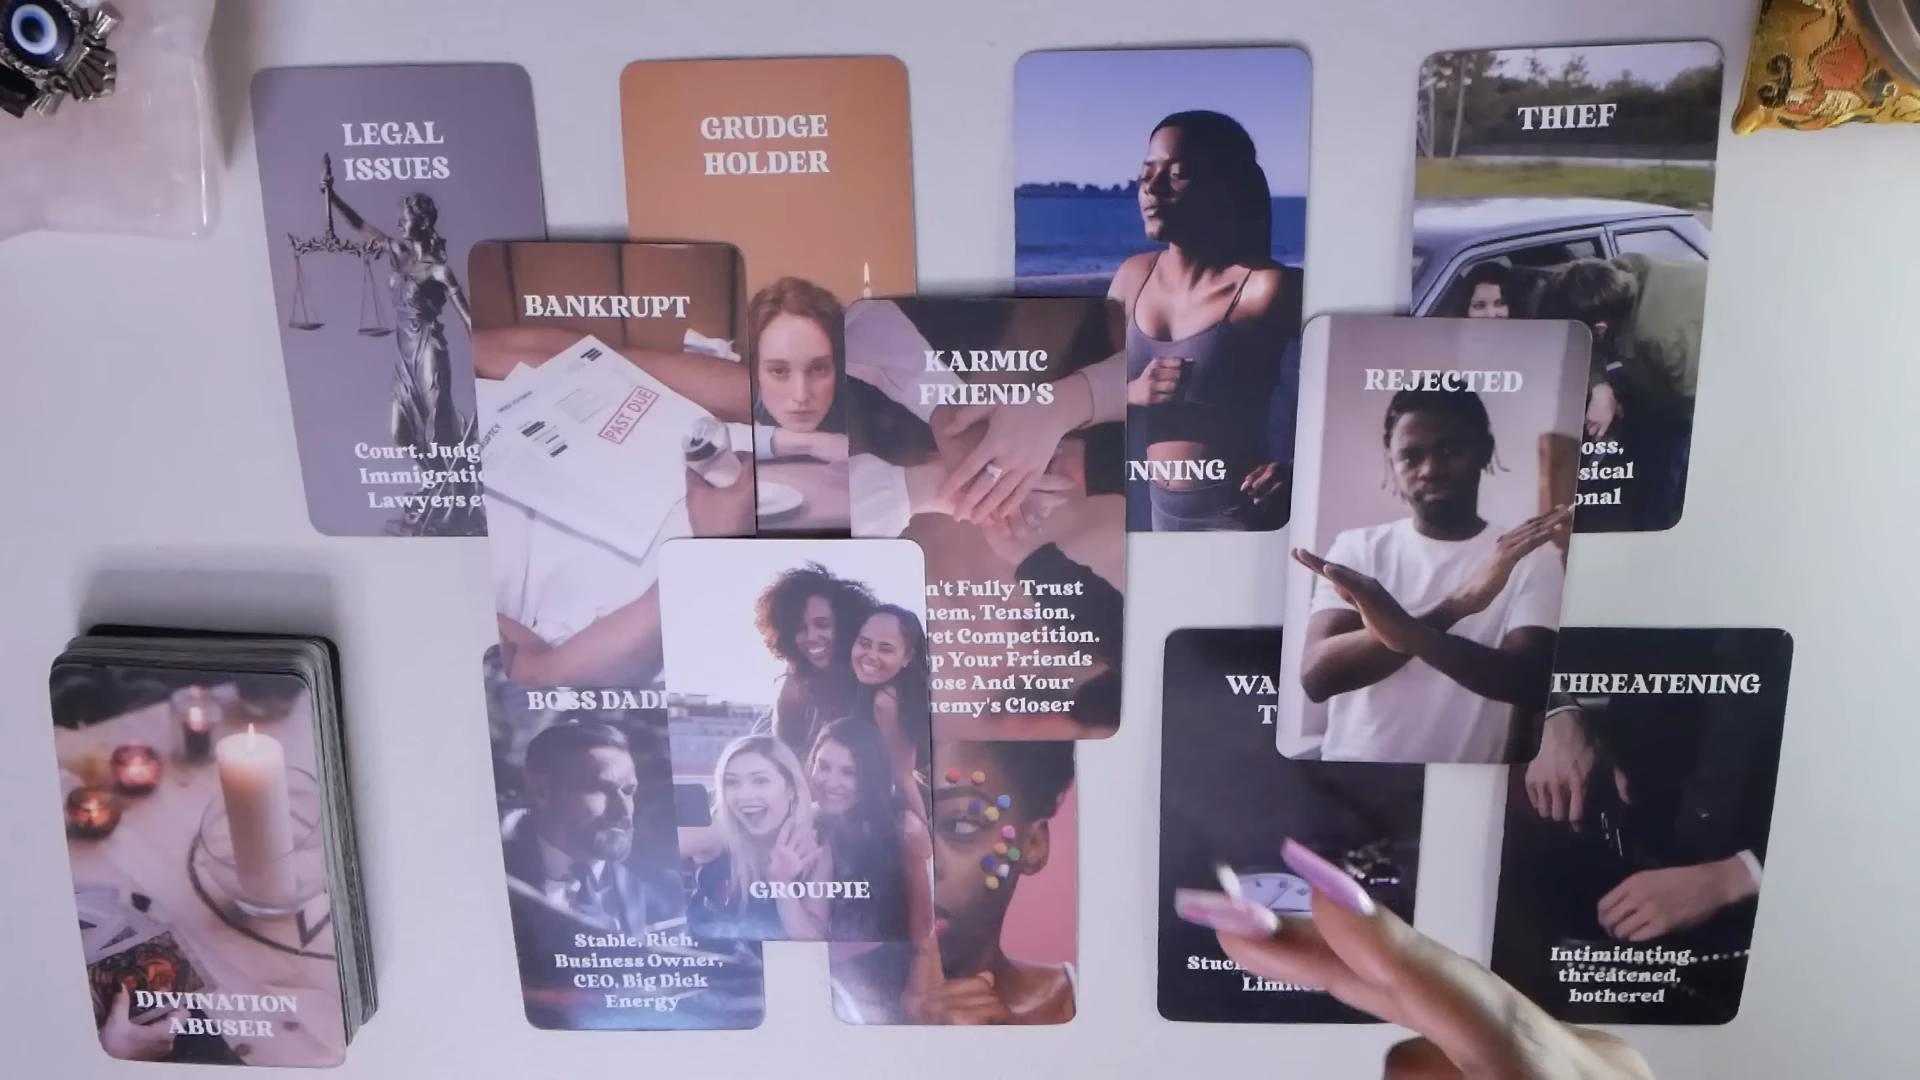 LEGAL
ISSUES
Court, Judg
Immigratio
Lawyers et
GRUDGE
HOLDER
NNING
THIEF
oss,
sical
onal
BANKRUPT
PAST DUE
KARMIC
FRIEND'S
n't Fully Trust
hem, Tension,
ret Competition.
p Your Friends
ose And Your
nemy's Closer
REJECTED
BOSS DADD
Stable, Rich,
Business Owner,
CEO, Big Dick
Energy
GROUPIE
WA
T
Stuc
Limite
THREATENING
Intimidating,
threatened,
bothered
DIVINATION
ABUSER